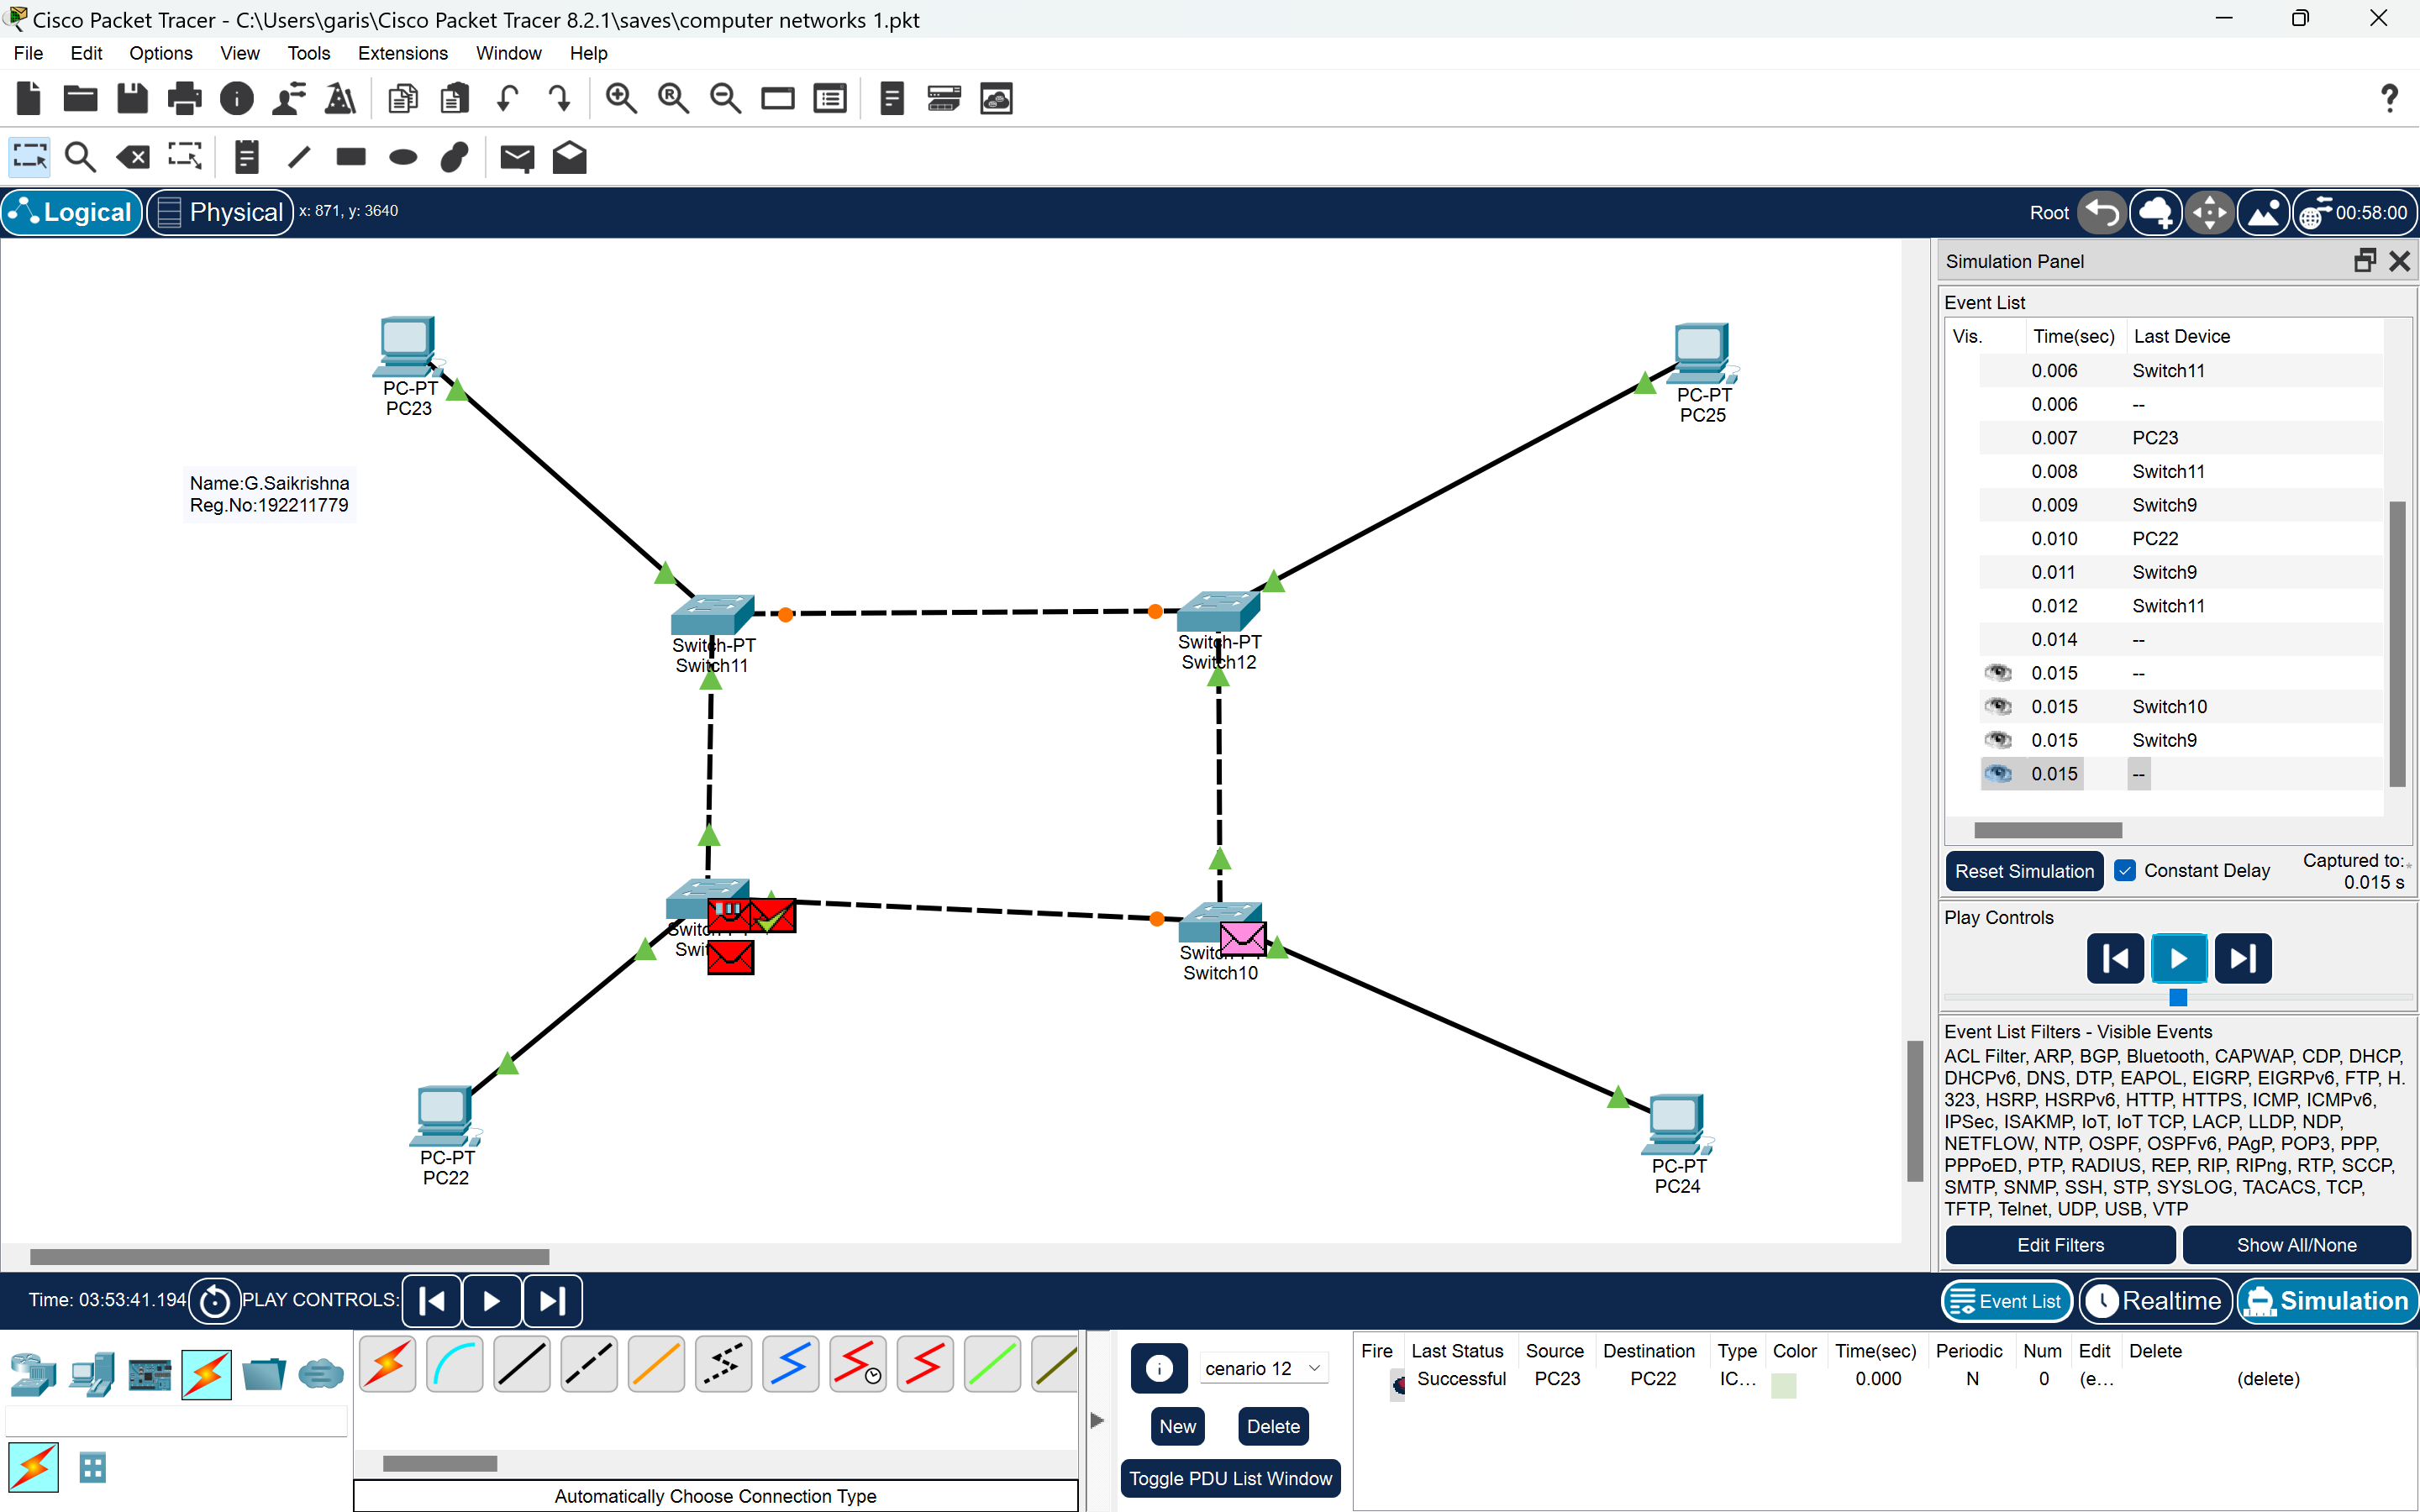 Cisco Packet Tracer - C:\Users\garis\Cisco Packet Tracer 8.2.1\saves\computer networks 1.pkt
File Edit Options View Tools Extensions Window Help
Logical Physical x: 871, y: 3640 Root 00:58:00
Simulation Panel
Event List
Vis. Time(sec) Last Device
0.006 Switch11
0.006 --
0.007 PC23
0.008 Switch11
0.009 Switch9
0.010 PC22
0.011 Switch9
0.012 Switch11
0.014 --
0.015 --
0.015 Switch10
0.015 Switch9
0.015 --
Reset Simulation Constant Delay Captured to:*
0.015 s
Play Controls
Event List Filters - Visible Events
ACL Filter, ARP, BGP, Bluetooth, CAPWAP, CDP, DHCP,
DHCPv6, DNS, DTP, EAPOL, EIGRP, EIGRPv6, FTP, H.
323, HSRP, HSRPv6, HTTP, HTTPS, ICMP, ICMPv6,
IPSec, ISAKMP, IoT, IoT TCP, LACP, LLDP, NDP,
NETFLOW, NTP, OSPF, OSPFv6, PAgP, POP3, PPP,
PPPoED, PTP, RADIUS, REP, RIP, RIPng, RTP, SCCP,
SMTP, SNMP, SSH, STP, SYSLOG, TACACS, TCP,
TFTP, Telnet, UDP, USB, VTP
Edit Filters Show All/None
PC-PT
PC23
PC-PT
PC25
Name:G.Saikrishna
Reg.No:192211779
Switch-PT
Switch11
Switch-PT
Switch12
Switch10
PC-PT
PC22
PC-PT
PC24
Time: 03:53:41.194 PLAY CONTROLS: Event List Realtime Simulation
Automatically Choose Connection Type
cenario 12
New Delete
Toggle PDU List Window
Fire Last Status Source Destination Type Color Time(sec) Periodic Num Edit Delete
Successful PC23 PC22 IC... 0.000 N 0 (e... (delete)